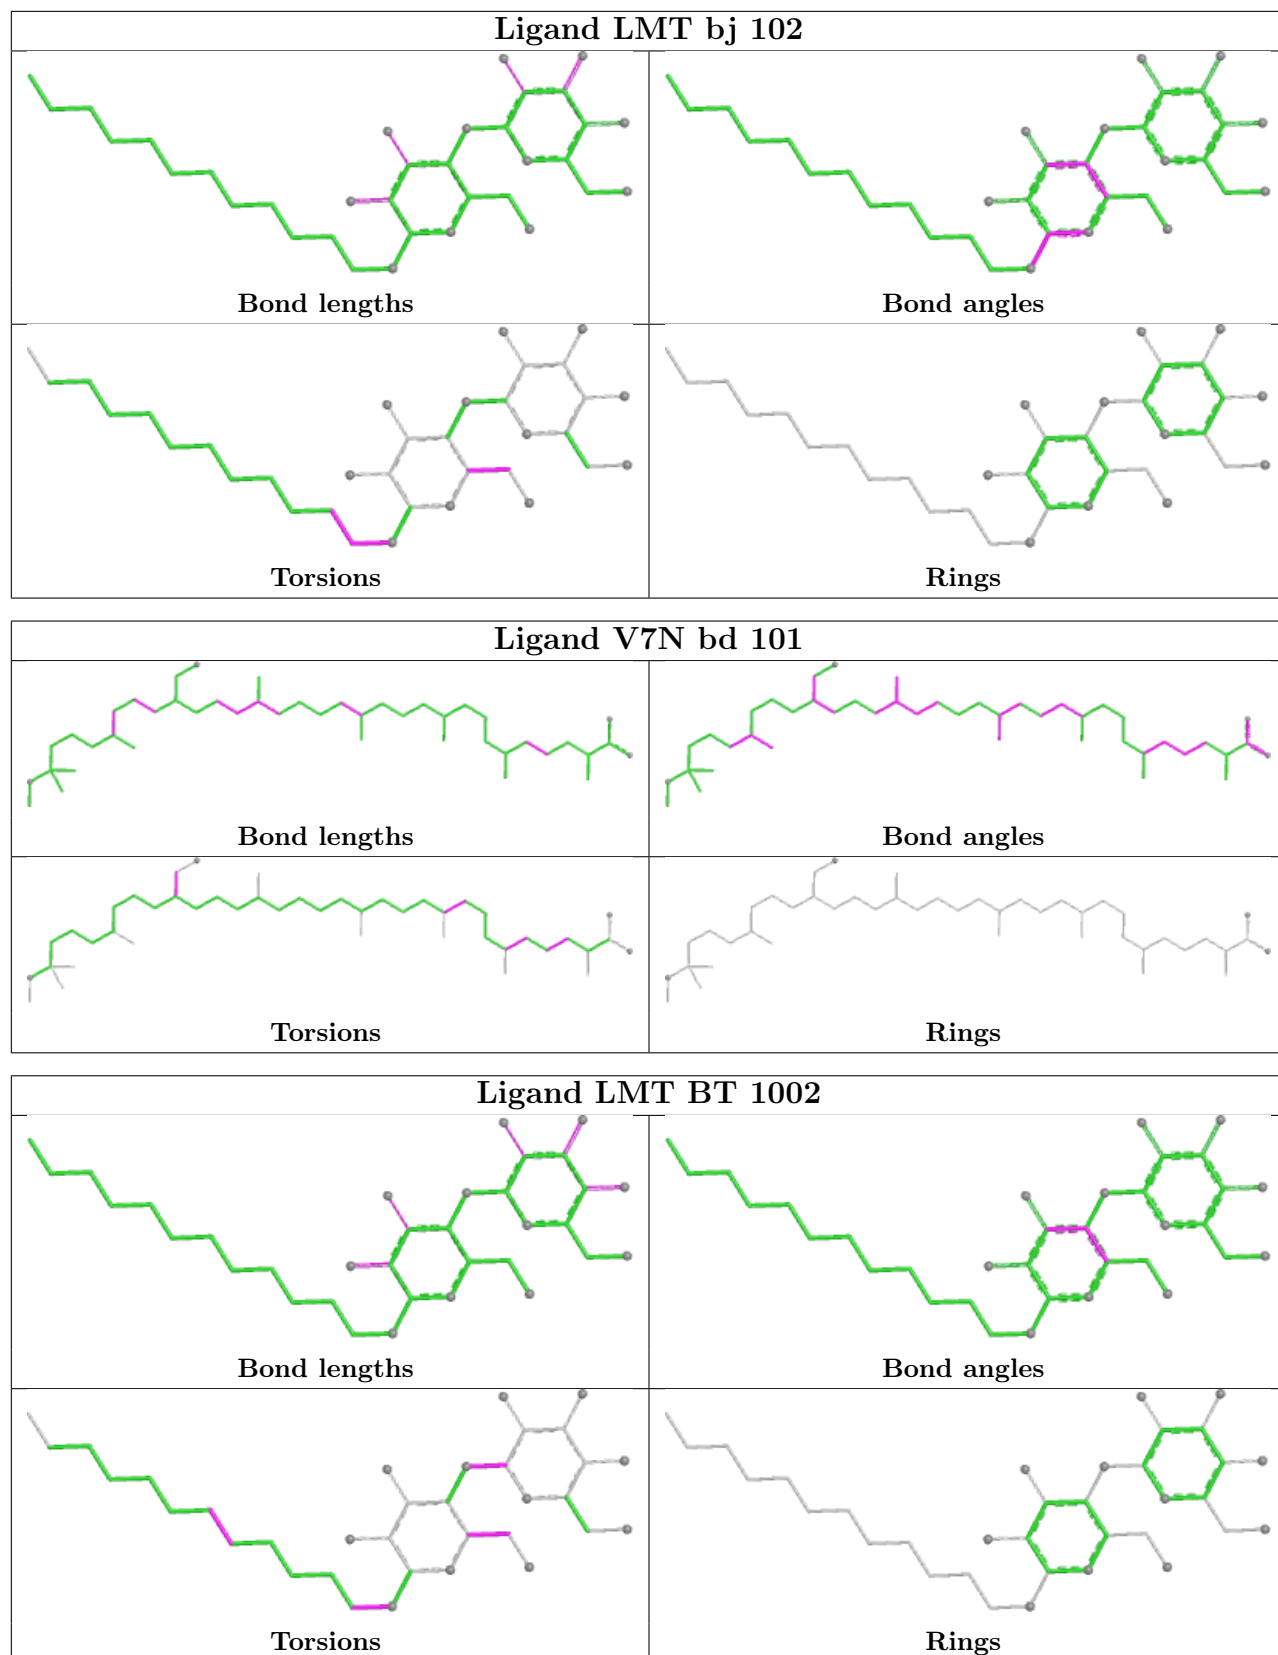 Ligand LMT bj 102
Bond lengths
Bond angles
Torsions
Rings
Ligand V7N bd 101
Bond lengths
Bond angles
Torsions
Rings
Ligand LMT BT 1002
Bond lengths
Bond angles
Torsions
Rings